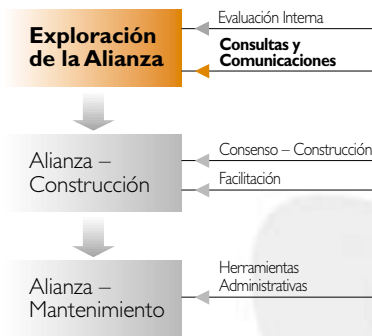 Exploración
de la Alianza
Evaluación Interna
Consultas y
Comunicaciones
Alianza –
Construcción
Consenso – Construcción
Facilitación
Alianza –
Mantenimiento
Herramientas
Administrativas